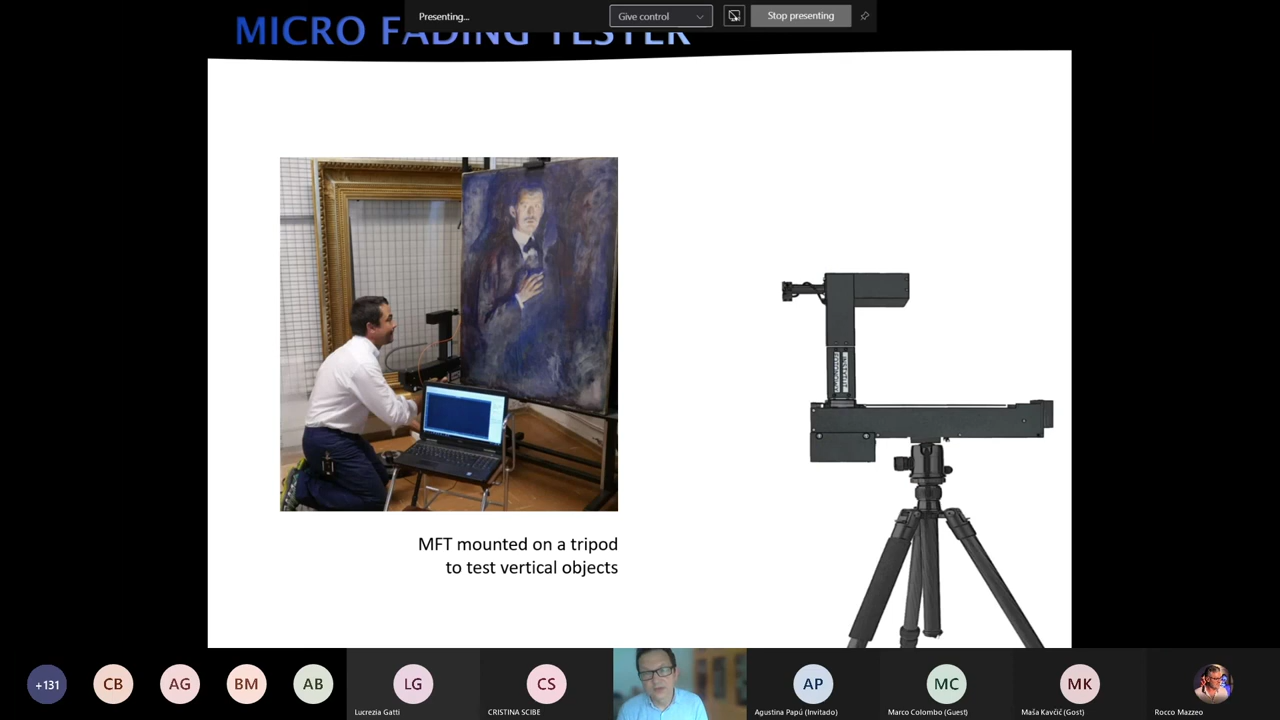 Presenting...
Give control
Stop presenting
MICRO FADING TESTER
MFT mounted on a tripod
to test vertical objects
+131
CB
AG
BM
AB
LG
CS
AP
MC
MK
Lucrezia Gatti
CRISTINA SCIBE
Agustina Papú (Invitado)
Marco Colombo (Guest)
Maša Kavčič (Gost)
Rocco Mazzeo